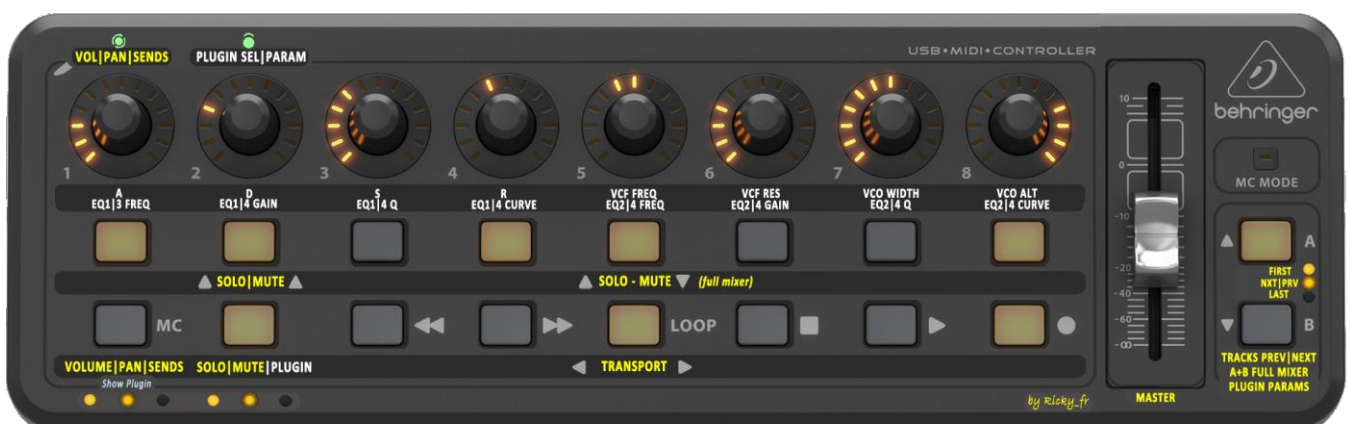 VOL|PAN|SENDS
PLUGIN SEL|PARAM
USB•MIDI•CONTROLLER
behringer
1
2
3
4
5
6
7
8
A
EQ1|3 FREQ
D
EQ1|4 GAIN
S
EQ1|4 Q
R
EQ1|4 CURVE
VCF FREQ
EQ2|4 FREQ
VCF RES
EQ2|4 GAIN
VCO WIDTH
EQ2|4 Q
VCO ALT
EQ2|4 CURVE
10
0
-10
-20
-40
-60
-∞
MC MODE
A
FIRST
NXT|PRV
LAST
B
SOLO|MUTE
SOLO - MUTE
(full mixer)
MC
LOOP
VOLUME|PAN|SENDS
SOLO|MUTE|PLUGIN
TRANSPORT
Show Plugin
by Ricky_fr
MASTER
TRACKS PREV|NEXT
A+B FULL MIXER
PLUGIN PARAMS